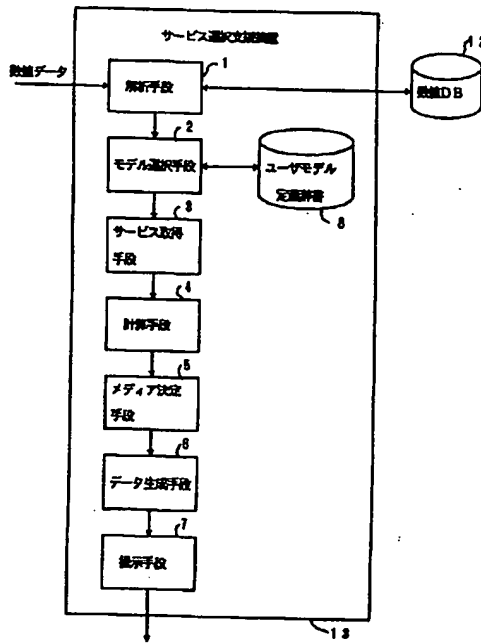 サービス選択支援装置
12
数値データ
1
解析手段
数値DB
2
モデル選択手段
ユーザモデル
定義辞書
8
3
サービス取得
手段
4
計算手段
5
メディア決定
手段
6
データ生成手段
7
提示手段
13